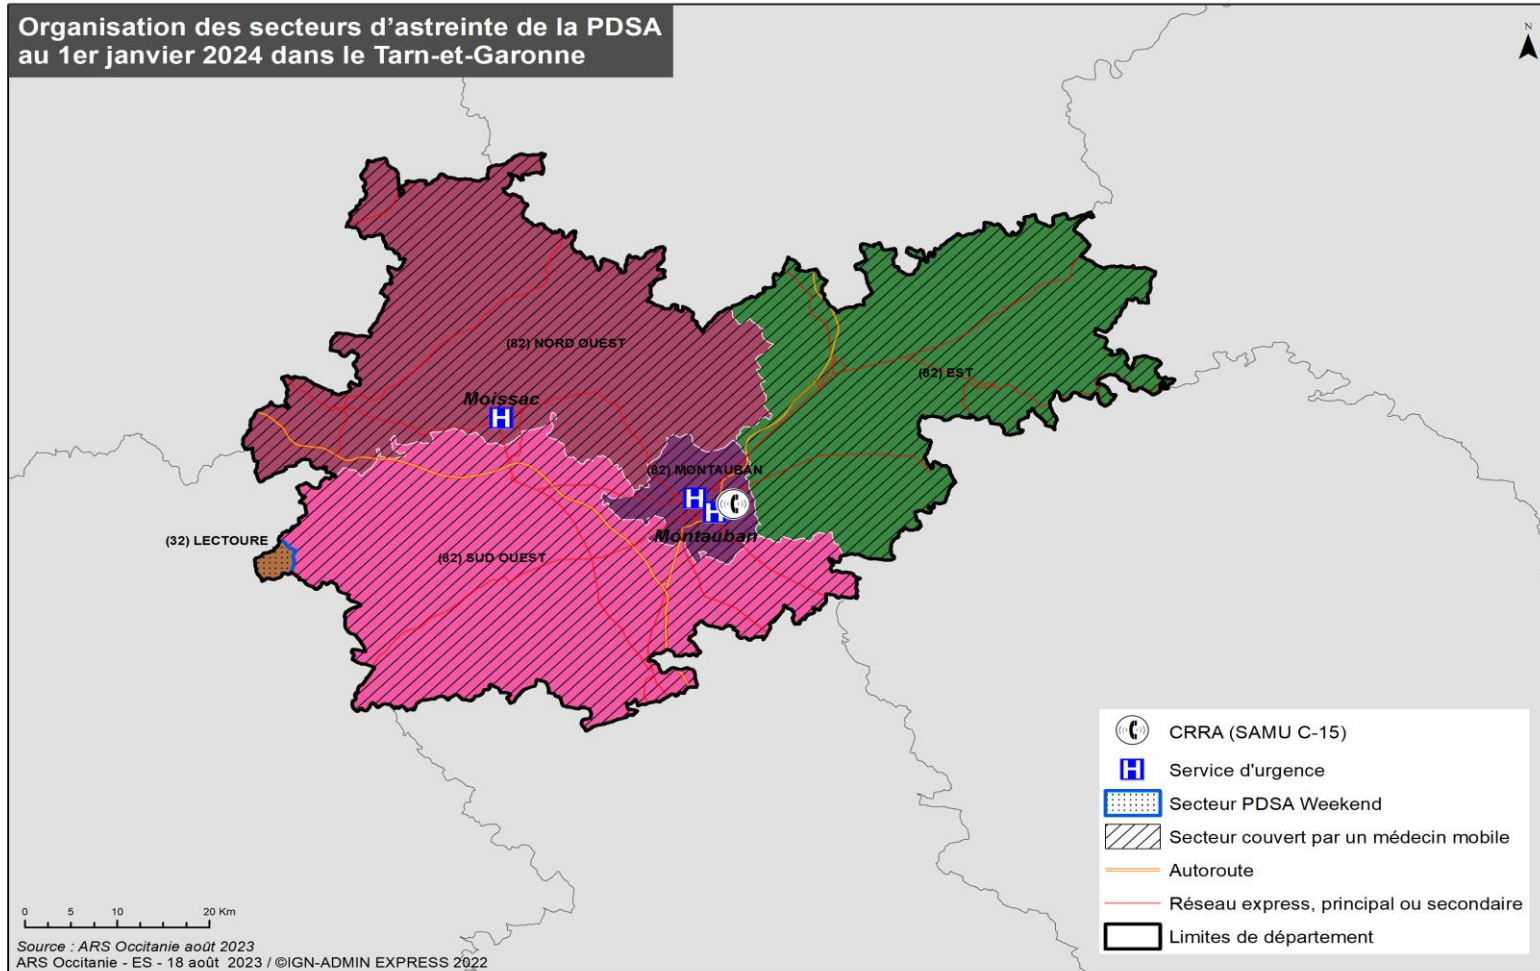 Organisation des secteurs d'astreinte de la PDSA
au 1er janvier 2024 dans le Tarn-et-Garonne
N
(82) NORD OUEST
(82) EST
Moissac
(82) MONTAUBAN
Montauban
(32) LECTOURE
(82) SUD OUEST
CRRA (SAMU C-15)
Service d'urgence
Secteur PDSA Weekend
Secteur couvert par un médecin mobile
Autoroute
Réseau express, principal ou secondaire
Limites de département
0 5 10 20 Km
Source : ARS Occitanie août 2023
ARS Occitanie - ES - 18 août 2023 / ©IGN-ADMIN EXPRESS 2022